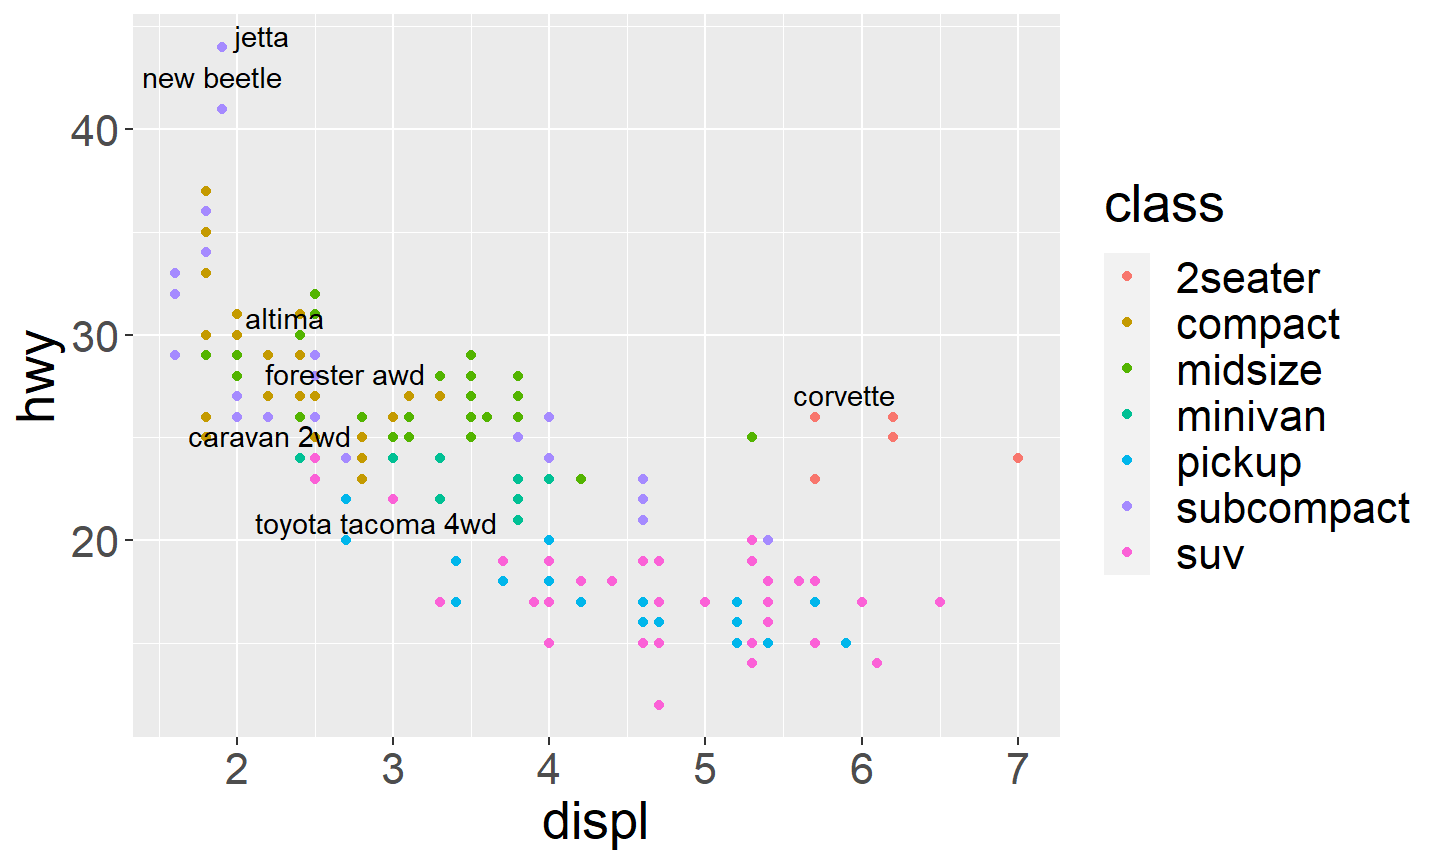 jetta
new beetle
40
class
2seater
altima
compact
30
hwy
forester awd
midsize
corvette
minivan
caravan 2wd
pickup
subcompact
toyota tacoma 4wd
20
suv
2 3 4 5 6 7
displ